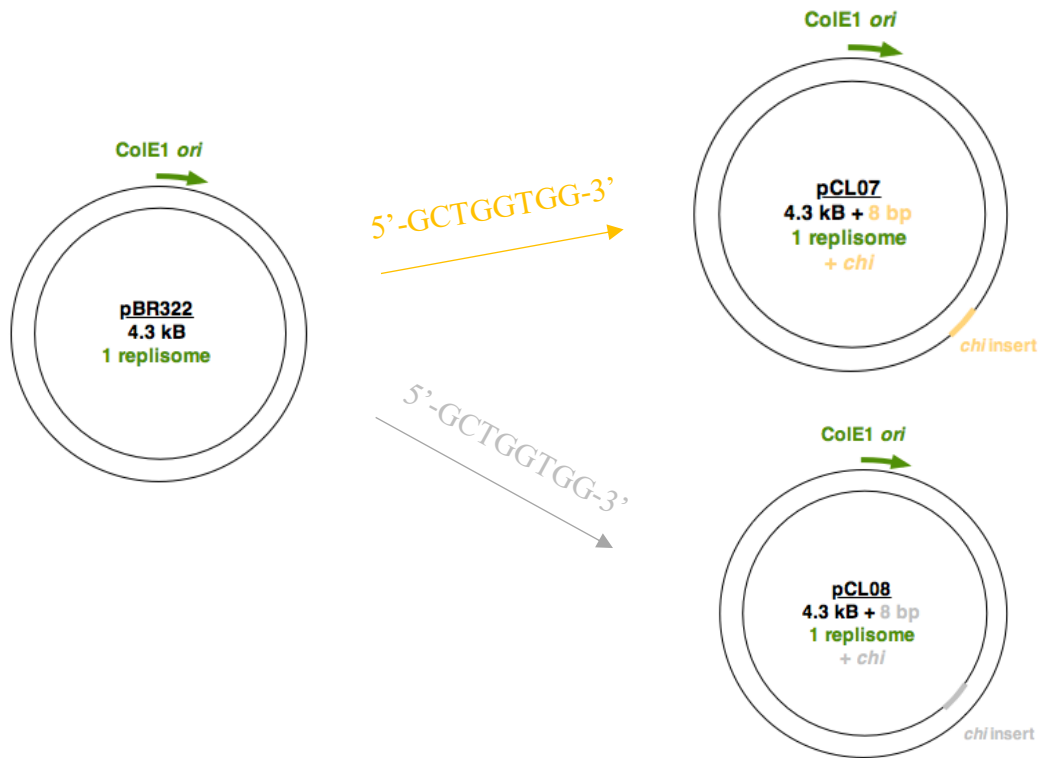 ColE1 ori
pBR322
4.3 kB
1 replisome
5’-GCTGGTGG-3’
5’-GCTGGTGG-3’
ColE1 ori
pCL07
4.3 kB + 8 bp
1 replisome
+ chi
chi insert
ColE1 ori
pCL08
4.3 kB + 8 bp
1 replisome
+ chi
chi insert